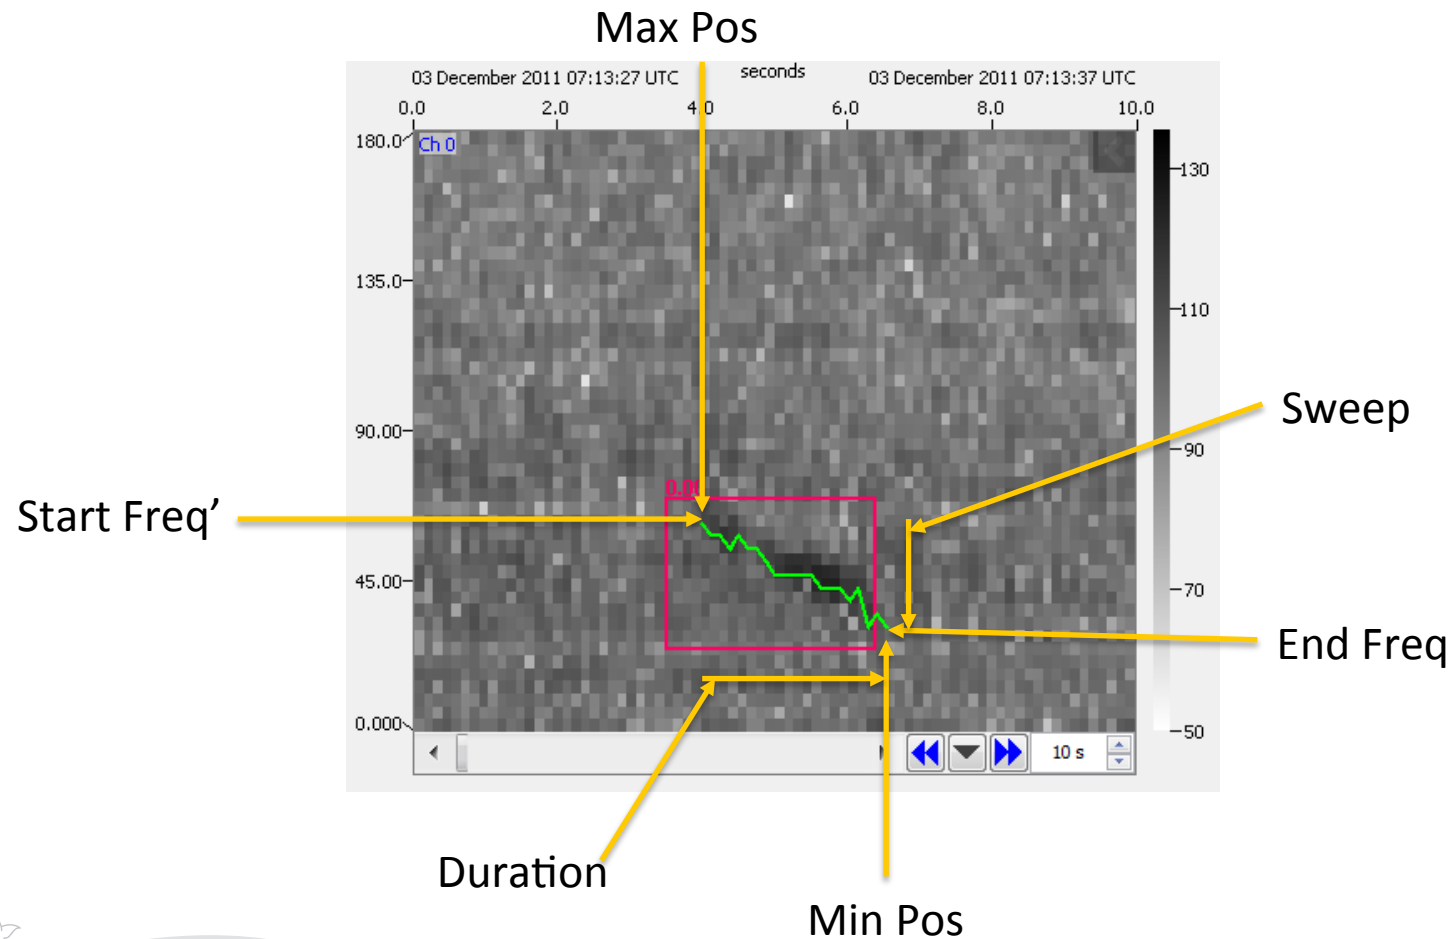 Max Pos
03 December 2011 07:13:27 UTC seconds 03 December 2011 07:13:37 UTC
0.0 2.0 4.0 6.0 8.0 10.0
180.0
Ch 0
130
135.0
110
Sweep
90.00
90
0.00
Start Freq’
45.00
70
End Freq
0.000
50
10 s
Duration
Min Pos